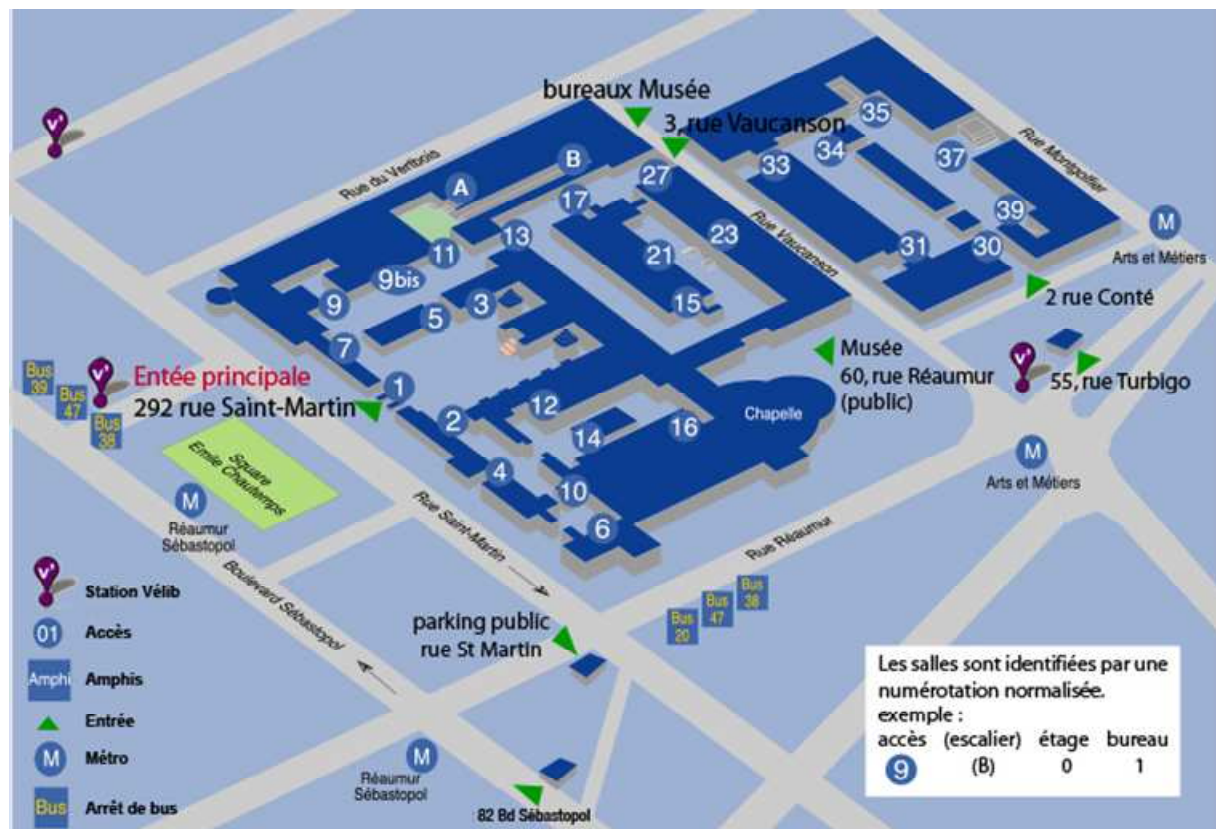 bureaux Musée
3, rue Vaucanson
Rue du Vertbois
Rue Montgolfier
Rue Vaucanson
A
B
35
33
34
37
39
31
30
27
17
13
11
23
21
15
9bis
9
3
5
7
1
2
12
14
16
4
10
6
M
Arts et Métiers
2 rue Conté
Musée
60, rue Réaumur
(public)
55, rue Turbigo
Chapelle
M
Arts et Métiers
Bus
39
Bus
47
Bus
38
Entée principale
292 rue Saint-Martin
Square
Emile Chautemps
M
Réaumur
Sébastopol
Rue Saint-Martin
Rue Réaumur
Boulevard Sébastopol
Bus
20
Bus
47
Bus
38
parking public
rue St Martin
M
Réaumur
Sébastopol
82 Bd Sébastopol
Station Vélib
01
Accès
Amphi
Amphis
Entrée
M
Métro
Bus
Arrêt de bus
Les salles sont identifiées par une
numérotation normalisée.
exemple :
accès (escalier) étage bureau
9 (B) 0 1